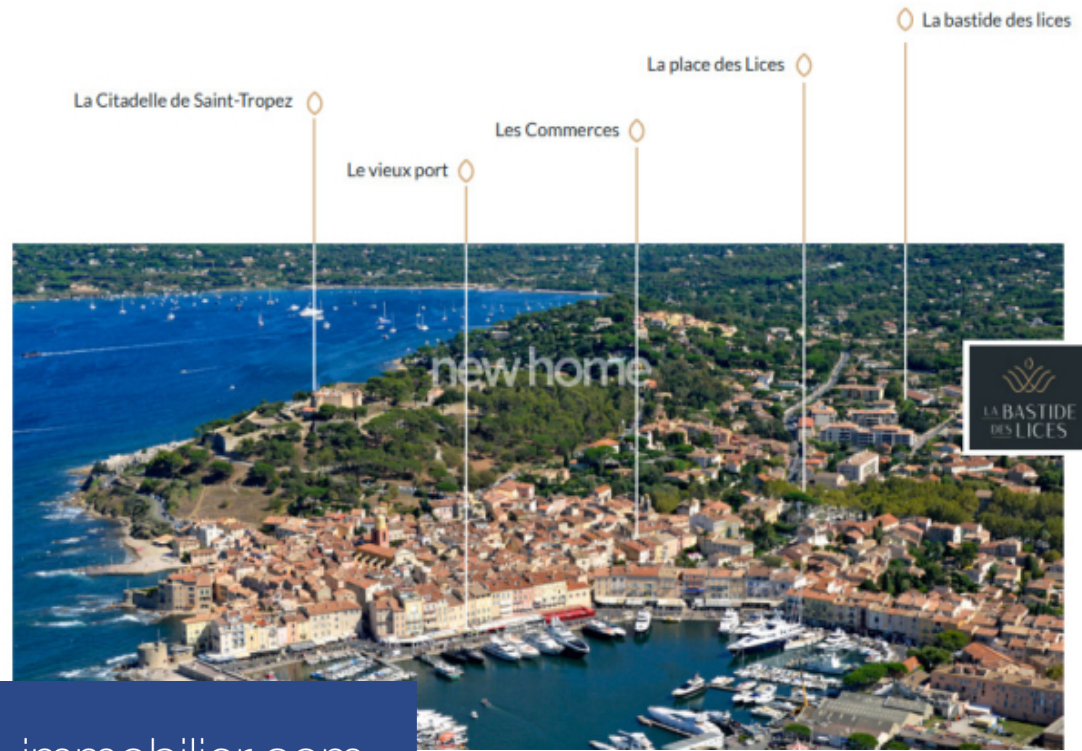 La bastide des lices
La place des Lices
La Citadelle de Saint-Tropez
Les Commerces
Le vieux port
new home
LA BASTIDE
DES LICES
immobilier.com